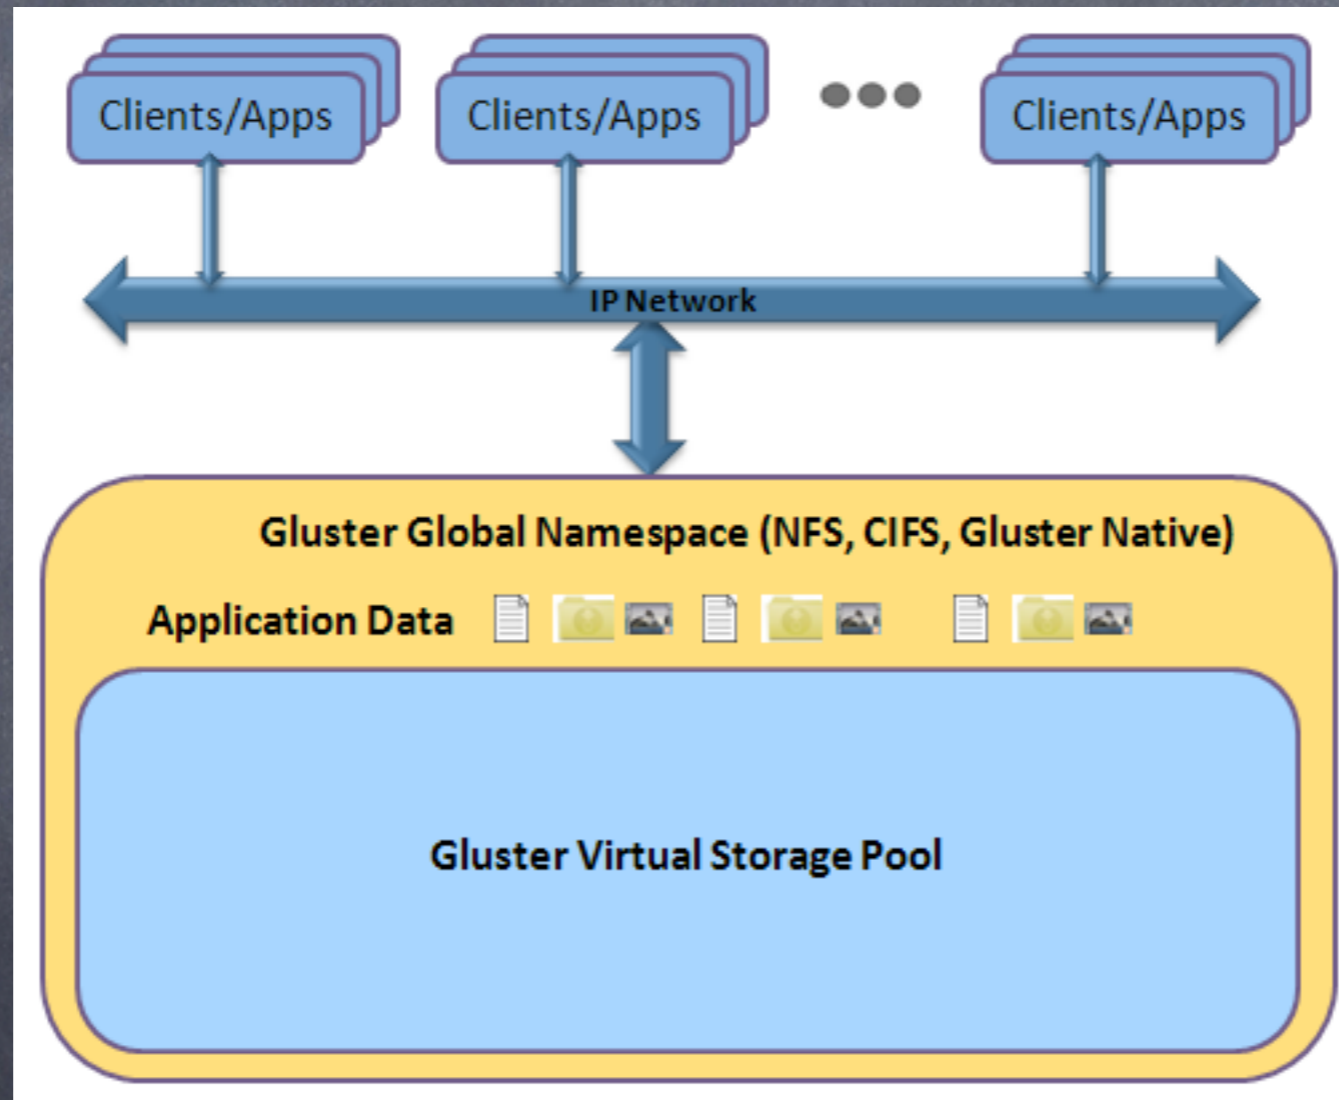 Clients/Apps
Clients/Apps
Clients/Apps
IP Network
Gluster Global Namespace (NFS, CIFS, Gluster Native)
Application Data
Gluster Virtual Storage Pool